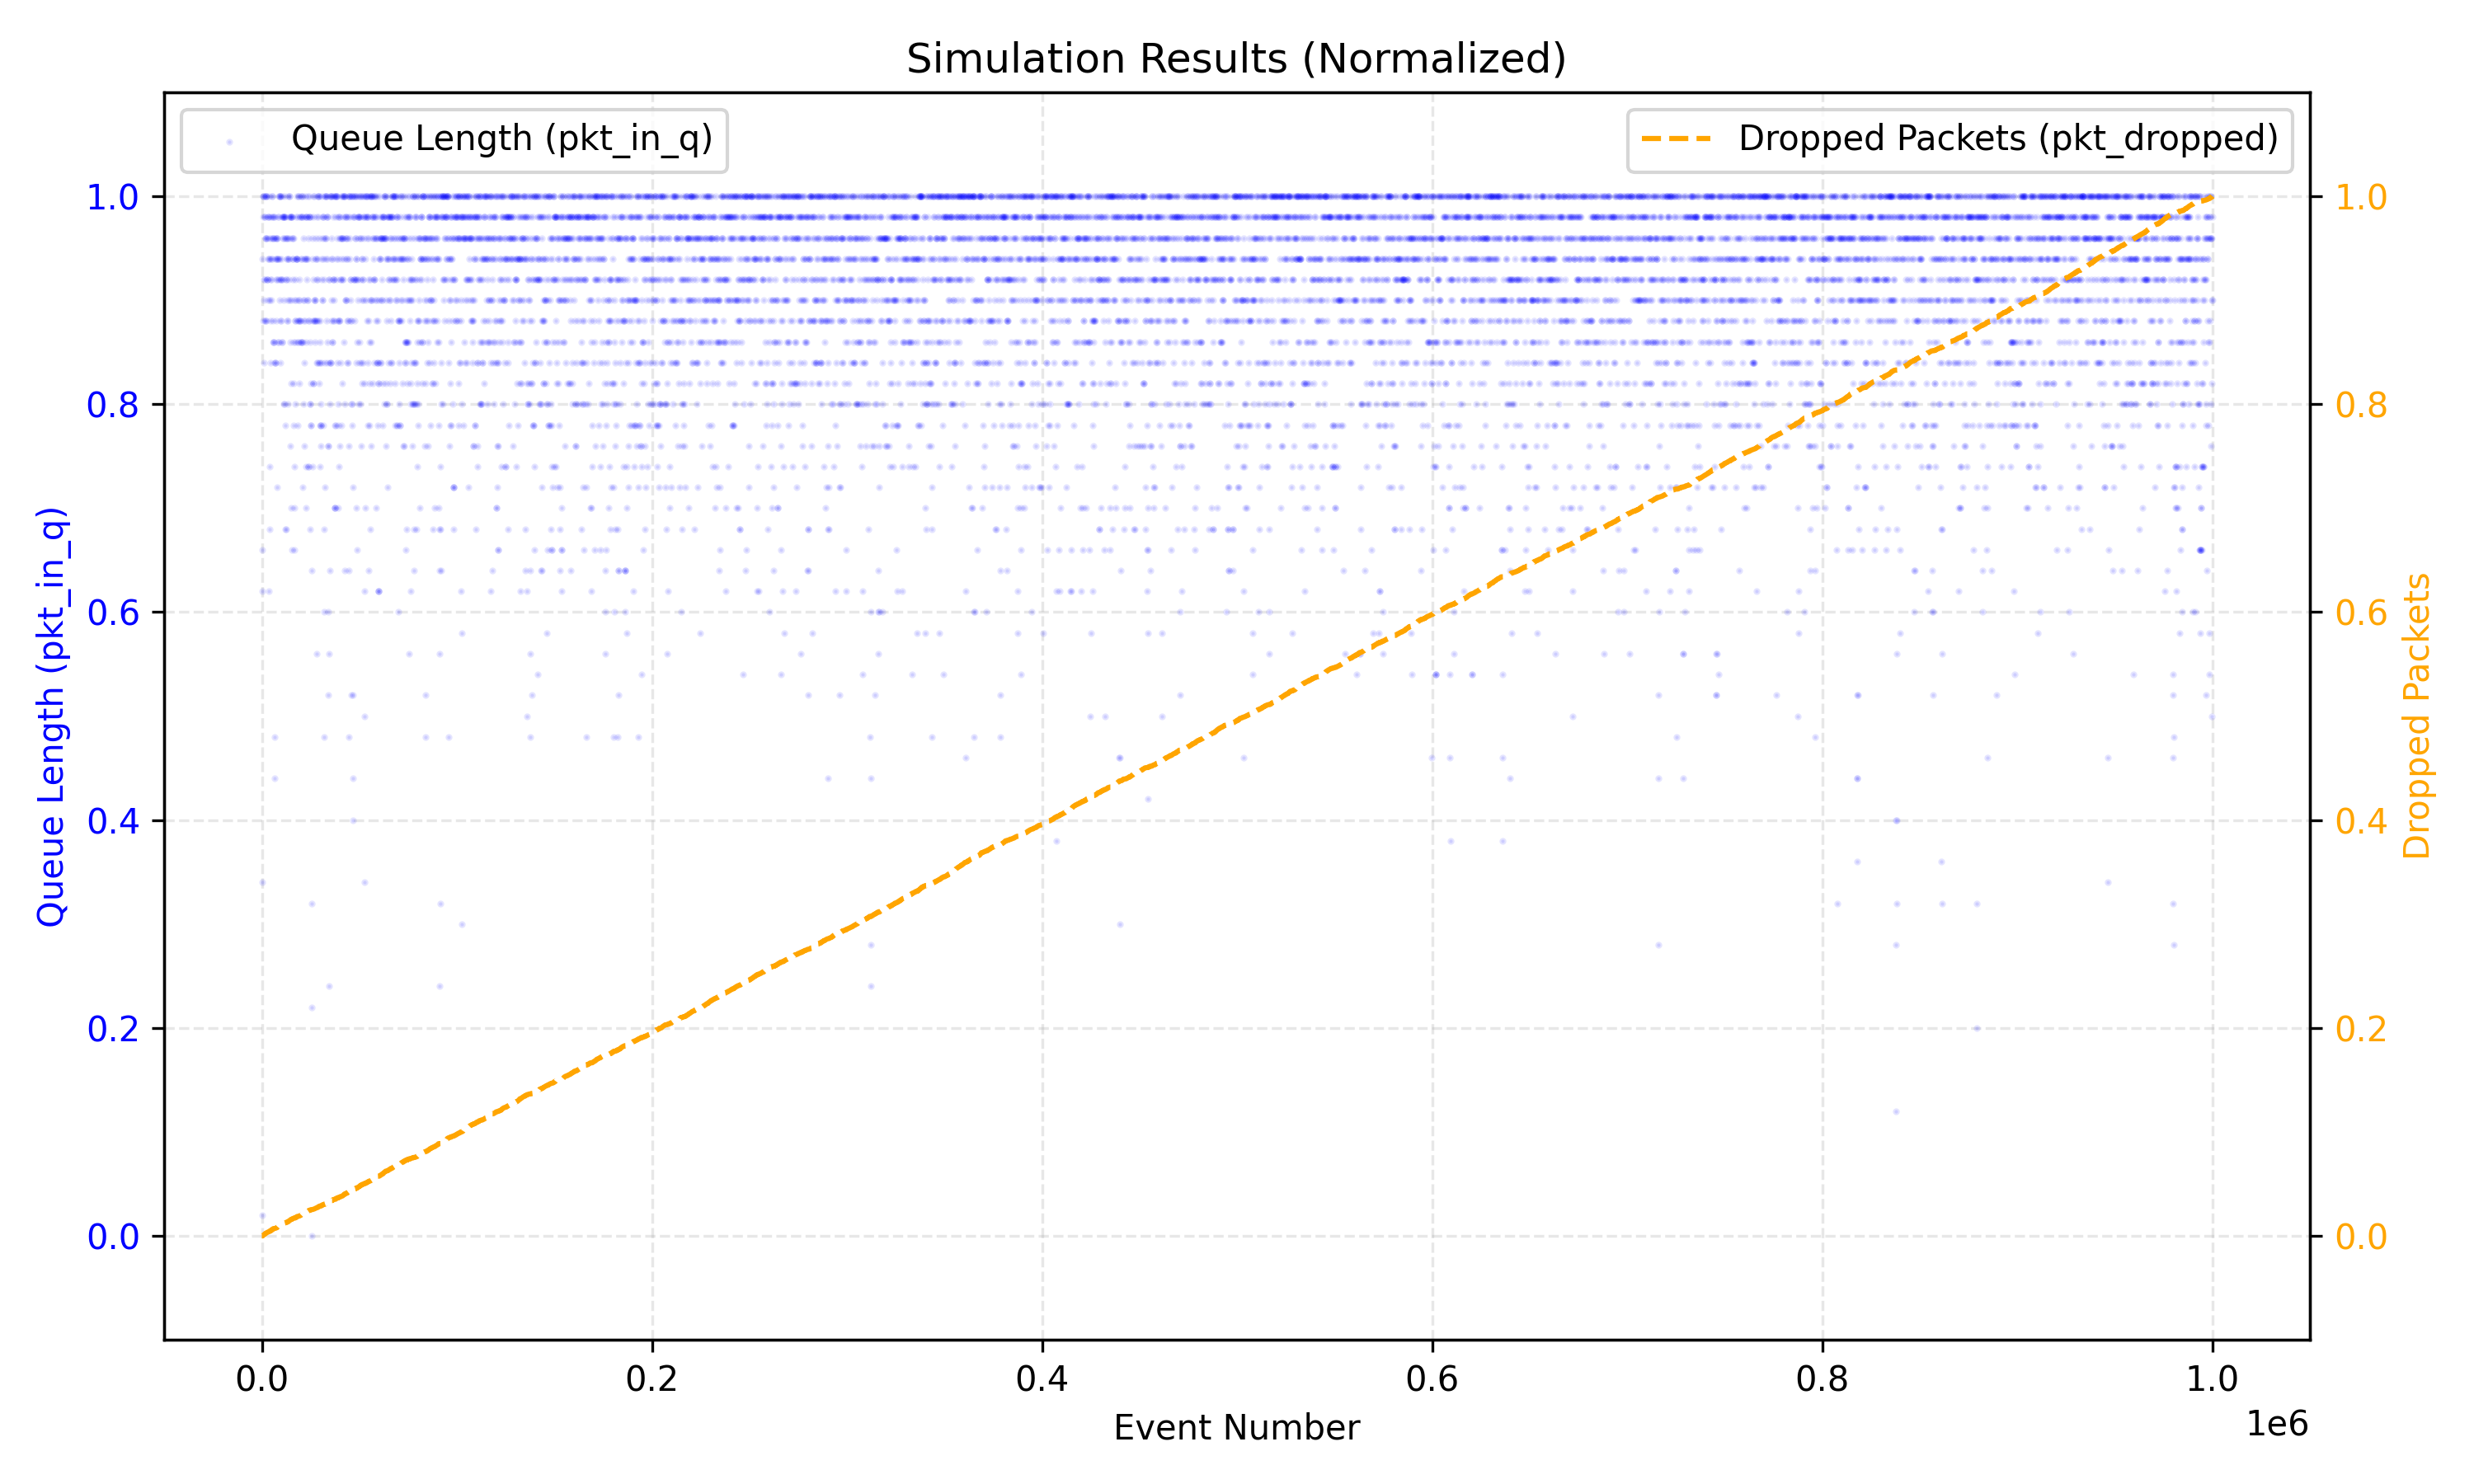 Simulation Results (Normalized)
Queue Length (pkt_in_q)
Dropped Packets (pkt_dropped)
1.0
0.8
0.6
0.4
0.2
0.0
Queue Length (pkt_in_q)
1.0
0.8
0.6
0.4
0.2
0.0
Dropped Packets
0.0 0.2 0.4 0.6 0.8 1.0
1e6
Event Number